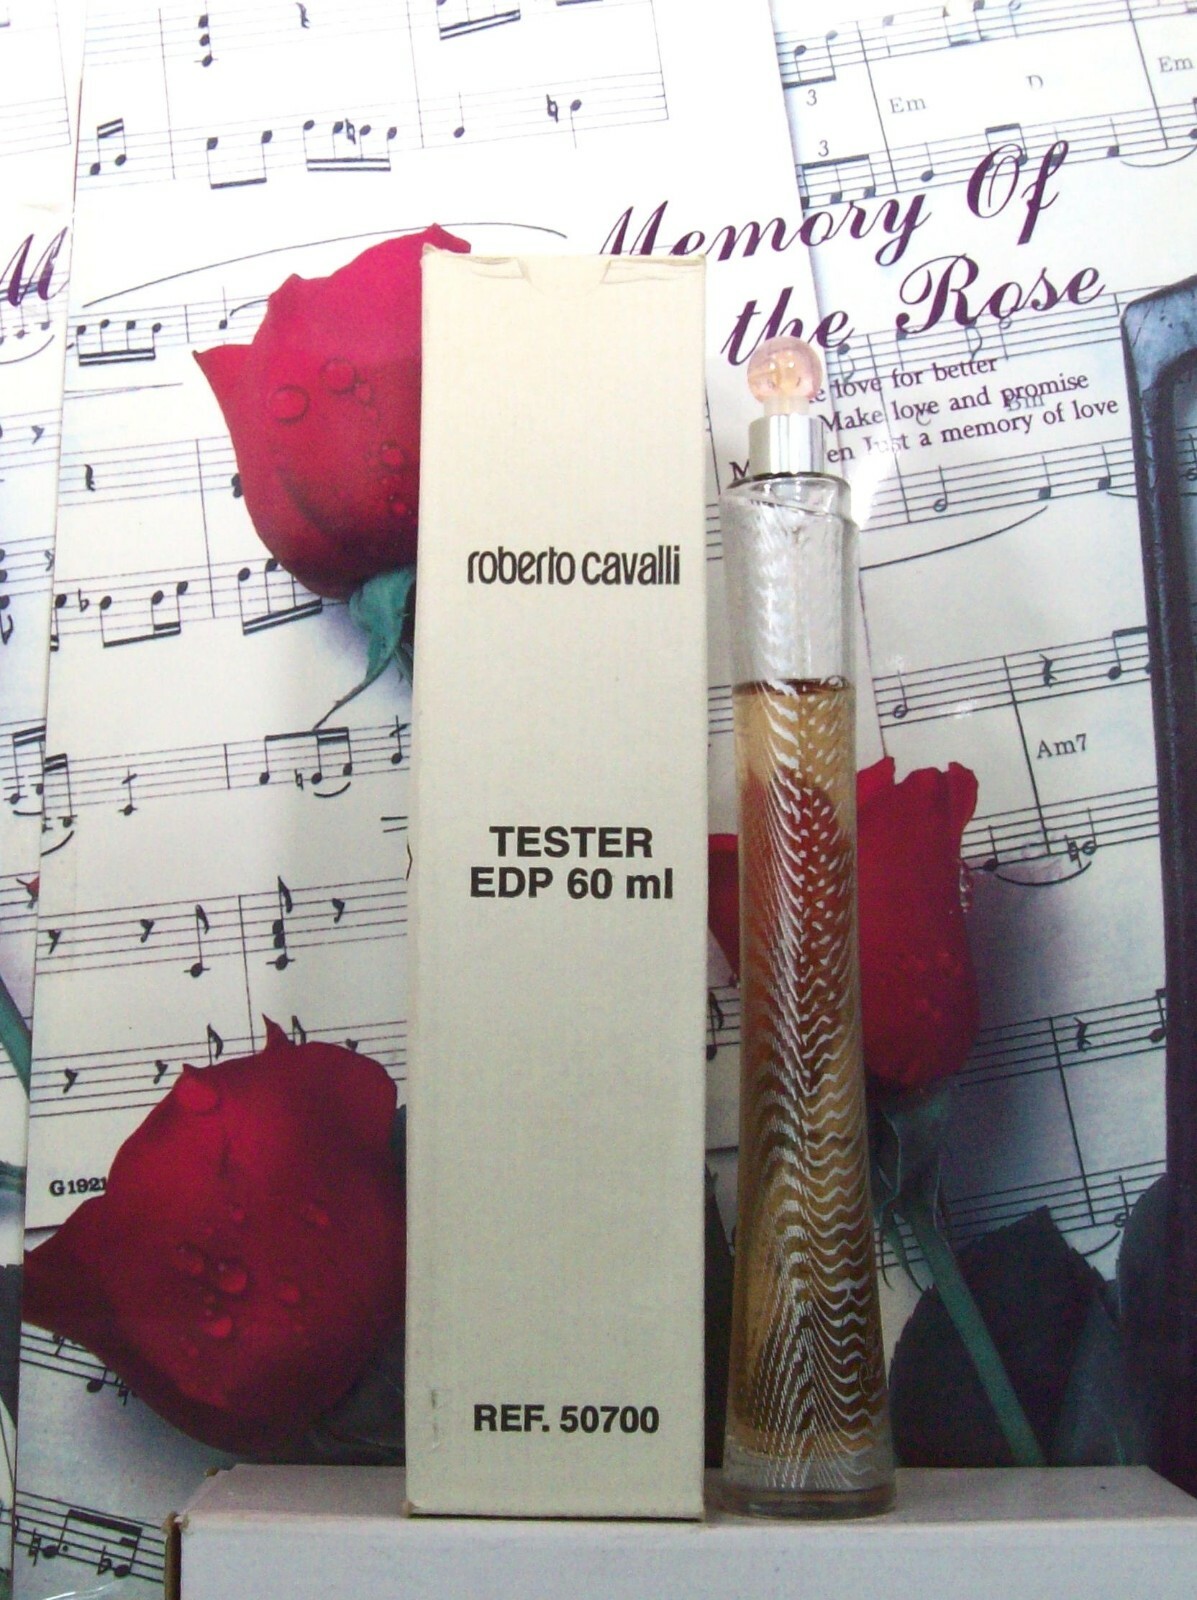 3
Em
D
Em
3
Memory Of
the Rose
M
love for better
Make love and promise
Bm
C
en Just a memory of love
roberto cavalli
Am7
TESTER
EDP 60 ml
G1921
REF. 50700